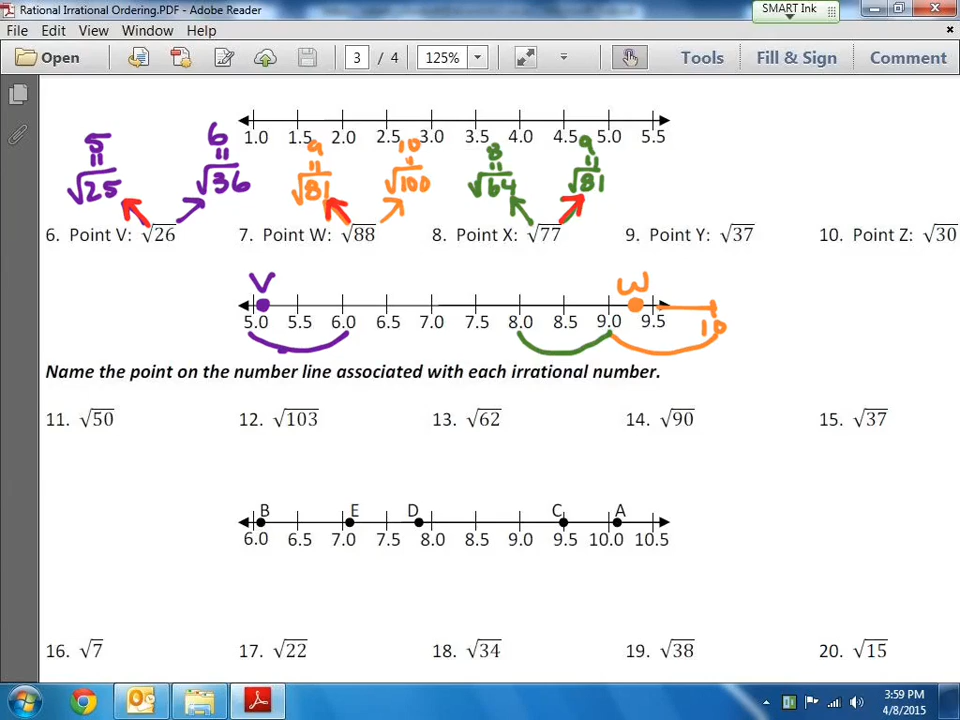 Rational Irrational Ordering.PDF - Adobe Reader
SMART Ink
File Edit View Window Help
Open 3 / 4 125% Tools Fill & Sign Comment
1.0 1.5 2.0 2.5 3.0 3.5 4.0 4.5 5.0 5.5
5 6 9 10 8 9
= = = = = =
√25 √36 √81 √100 √64 √81
6. Point V: √26 7. Point W: √88 8. Point X: √77 9. Point Y: √37 10. Point Z: √30
V W
5.0 5.5 6.0 6.5 7.0 7.5 8.0 8.5 9.0 9.5 10
Name the point on the number line associated with each irrational number.
11. √50 12. √103 13. √62 14. √90 15. √37
B E D C A
6.0 6.5 7.0 7.5 8.0 8.5 9.0 9.5 10.0 10.5
16. √7 17. √22 18. √34 19. √38 20. √15
3:59 PM
4/8/2015